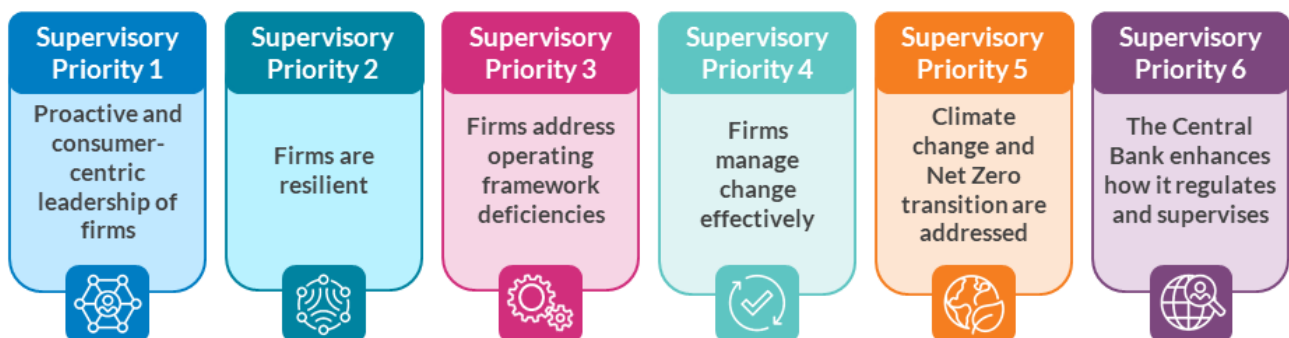 Supervisory
Priority 1
Proactive and
consumer-
centric
leadership of
firms
Supervisory
Priority 2
Firms are
resilient
Supervisory
Priority 3
Firms address
operating
framework
deficiencies
Supervisory
Priority 4
Firms
manage
change
effectively
Supervisory
Priority 5
Climate
change and
Net Zero
transition are
addressed
Supervisory
Priority 6
The Central
Bank enhances
how it regulates
and supervises